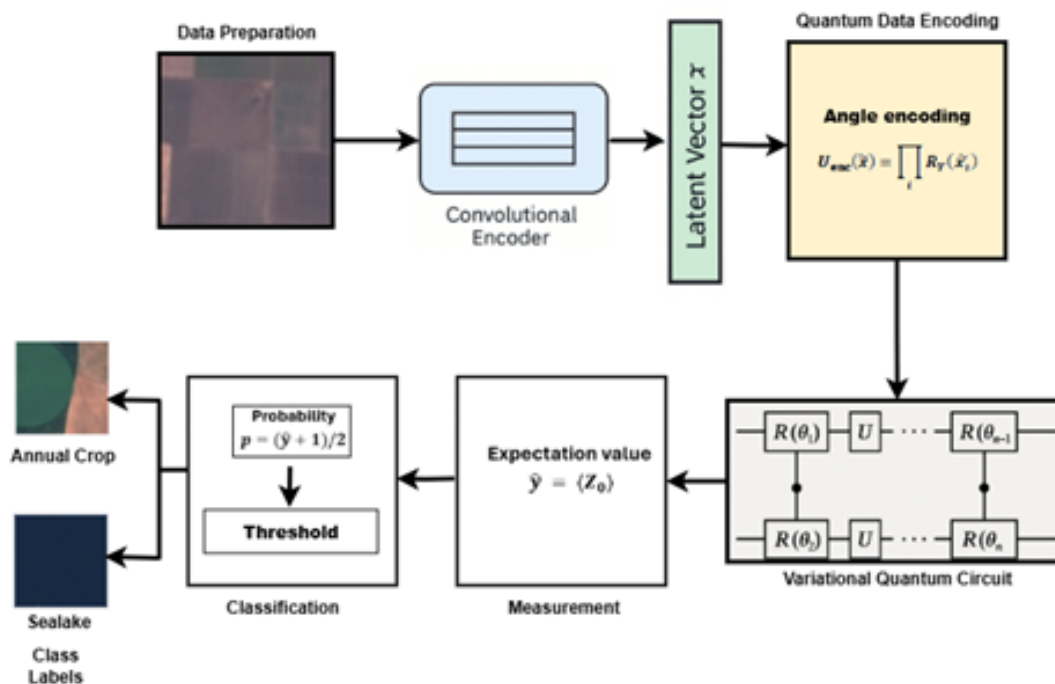 Data Preparation
Convolutional
Encoder
Latent Vector x
Quantum Data Encoding
Angle encoding
U_enc(x̃) = ∏_i R_Y(x̃_i)
R(θ₁) U ··· R(θₙ₋₁
R(θ₂) U ··· R(θₙ
Variational Quantum Circuit
Expectation value
ŷ = ⟨Z₀⟩
Measurement
Probability
p = (ŷ + 1)/2
Threshold
Classification
Annual Crop
Sealake
Class
Labels